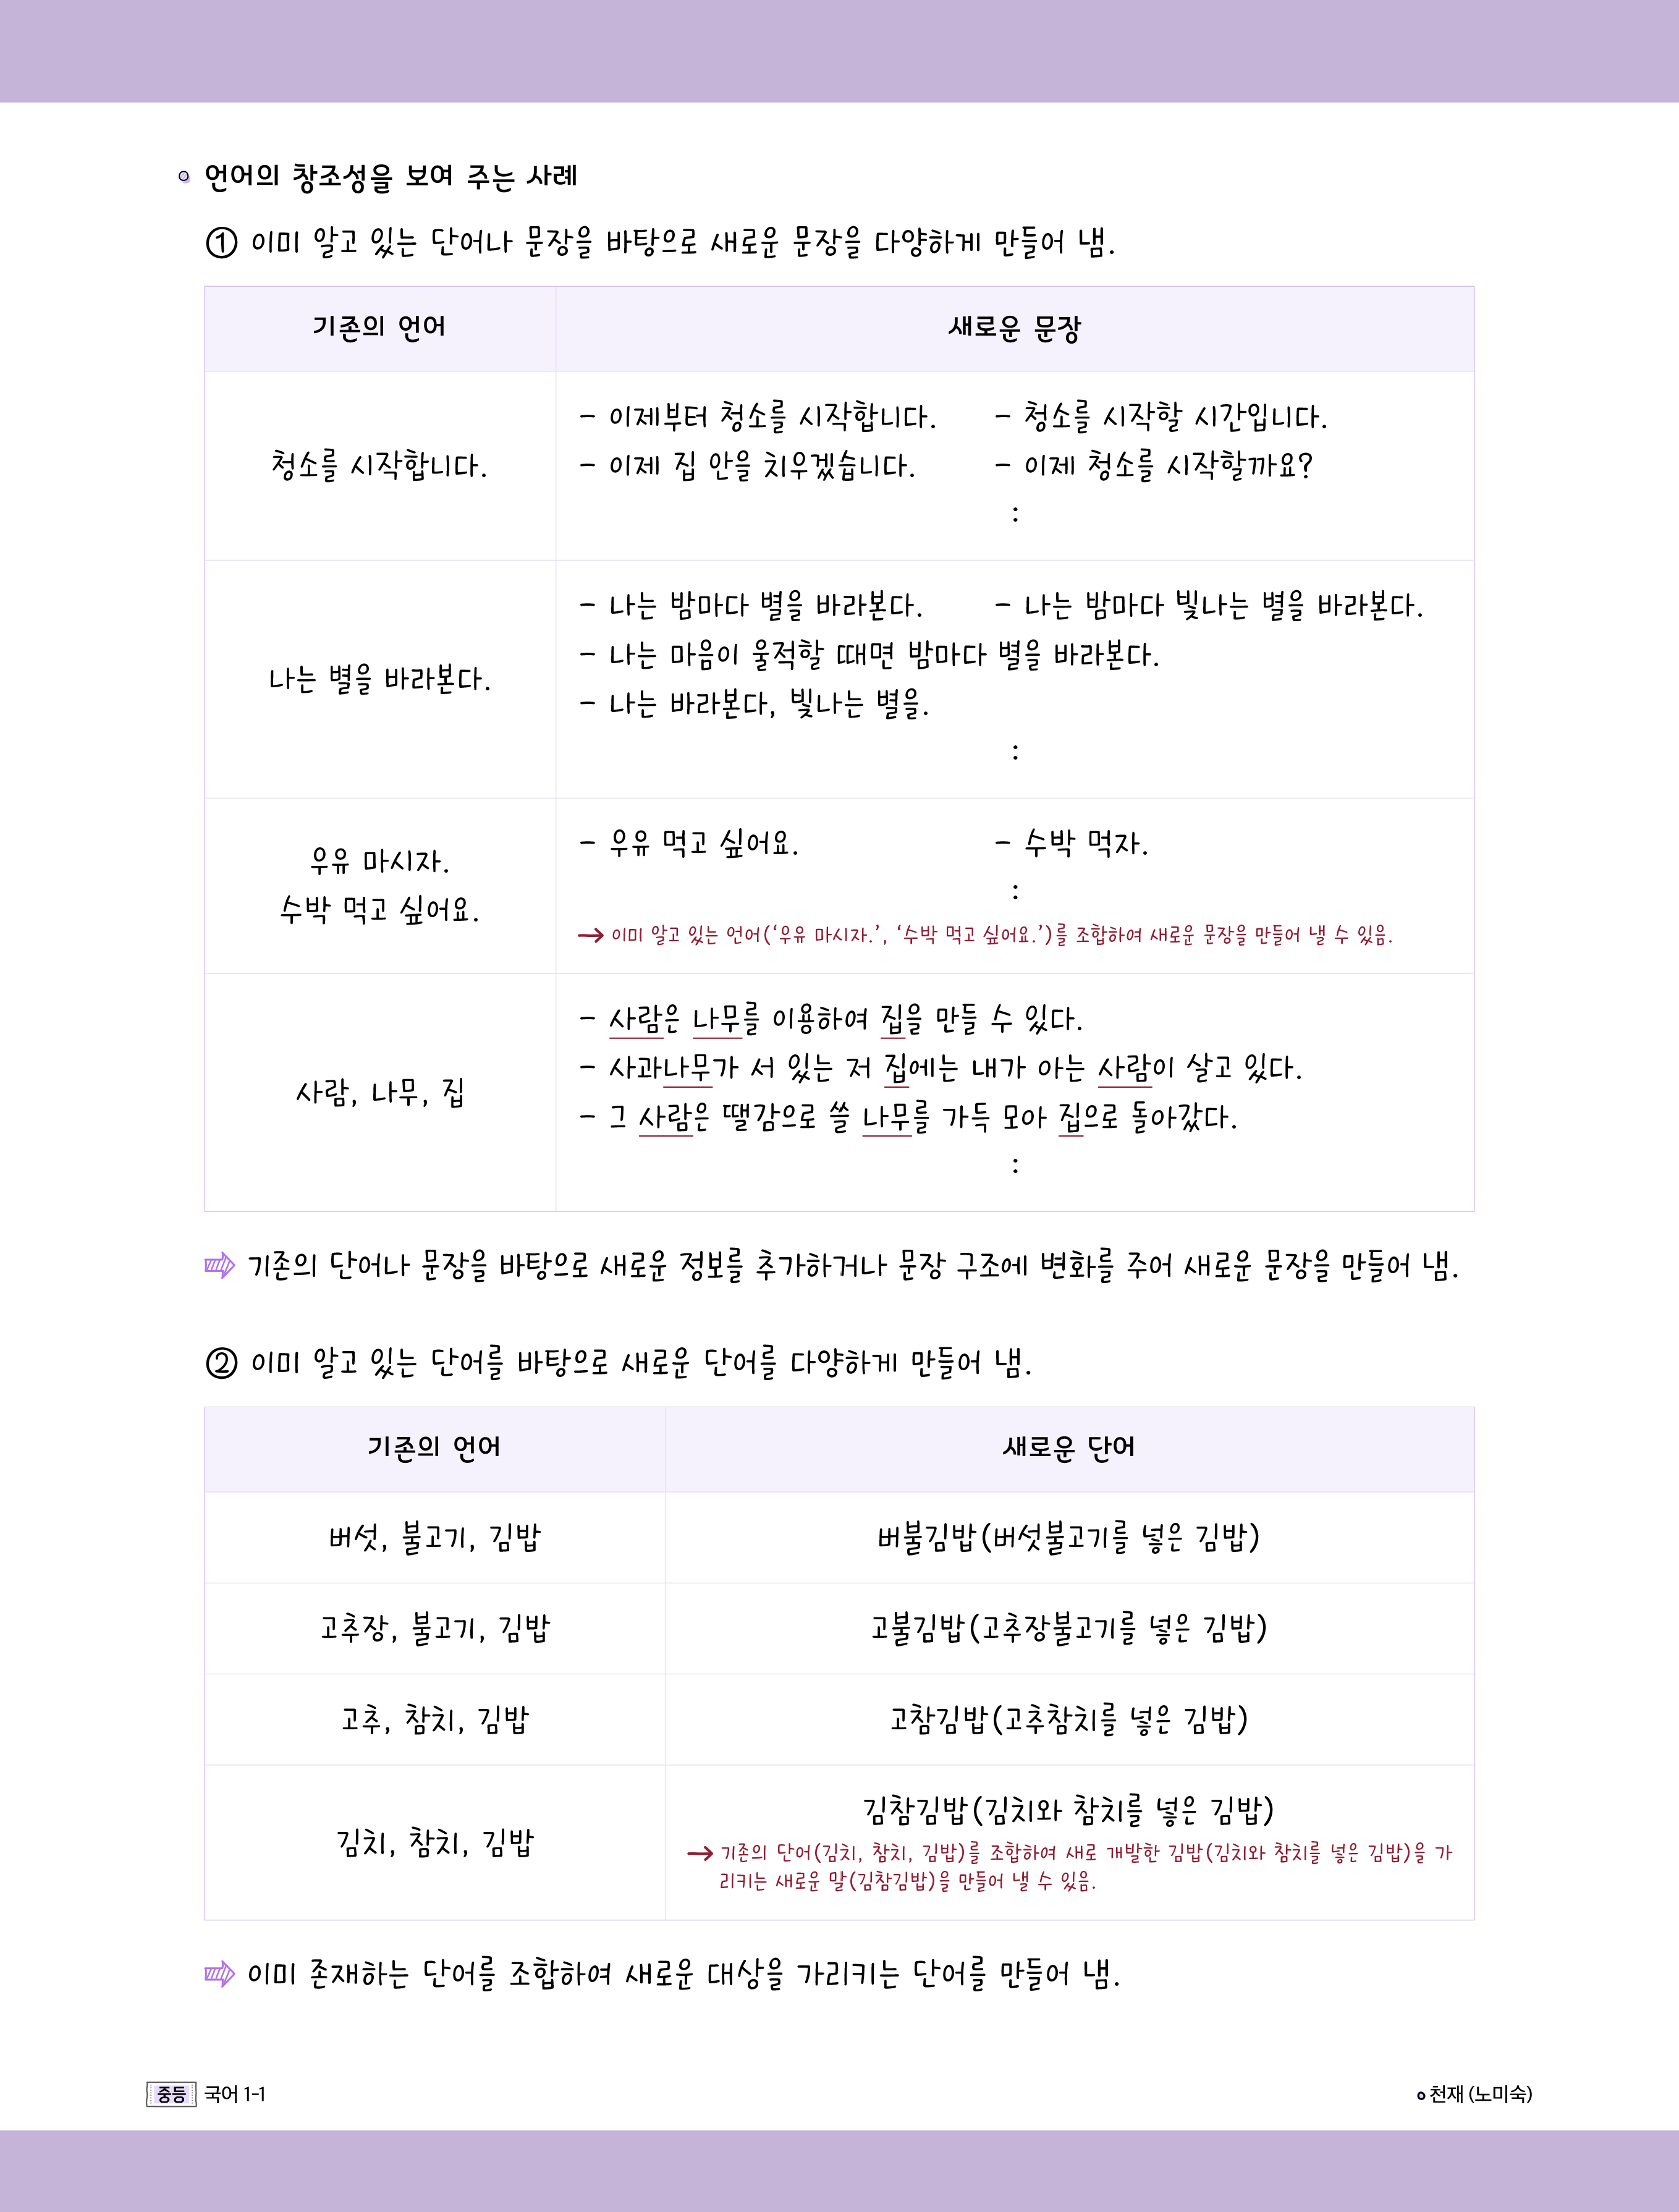 언어의 창조성을 보여 주는 사례
① 이미 알고 있는 단어나 문장을 바탕으로 새로운 문장을 다양하게 만들어 냄.
기존의 언어 새로운 문장
청소를 시작합니다.
- 이제부터 청소를 시작합니다. - 청소를 시작할 시간입니다.
- 이제 집 안을 치우겠습니다. - 이제 청소를 시작할까요?
:
나는 별을 바라본다.
- 나는 밤마다 별을 바라본다. - 나는 밤마다 빛나는 별을 바라본다.
- 나는 마음이 울적할 때면 밤마다 별을 바라본다.
- 나는 바라본다, 빛나는 별을.
:
우유 마시자.
수박 먹고 싶어요.
- 우유 먹고 싶어요. - 수박 먹자.
:
→ 이미 알고 있는 언어(‘우유 마시자.’, ‘수박 먹고 싶어요.’)를 조합하여 새로운 문장을 만들어 낼 수 있음.
사람, 나무, 집
- 사람은 나무를 이용하여 집을 만들 수 있다.
- 사과나무가 서 있는 저 집에는 내가 아는 사람이 살고 있다.
- 그 사람은 땔감으로 쓸 나무를 가득 모아 집으로 돌아갔다.
:
⇨ 기존의 단어나 문장을 바탕으로 새로운 정보를 추가하거나 문장 구조에 변화를 주어 새로운 문장을 만들어 냄.
② 이미 알고 있는 단어를 바탕으로 새로운 단어를 다양하게 만들어 냄.
기존의 언어 새로운 단어
버섯, 불고기, 김밥 버불김밥(버섯불고기를 넣은 김밥)
고추장, 불고기, 김밥 고불김밥(고추장불고기를 넣은 김밥)
고추, 참치, 김밥 고참김밥(고추참치를 넣은 김밥)
김치, 참치, 김밥
김참김밥(김치와 참치를 넣은 김밥)
→ 기존의 단어(김치, 참치, 김밥)를 조합하여 새로 개발한 김밥(김치와 참치를 넣은 김밥)을 가
리키는 새로운 말(김참김밥)을 만들어 낼 수 있음.
⇨ 이미 존재하는 단어를 조합하여 새로운 대상을 가리키는 단어를 만들어 냄.
중등 국어 1-1 천재 (노미숙)